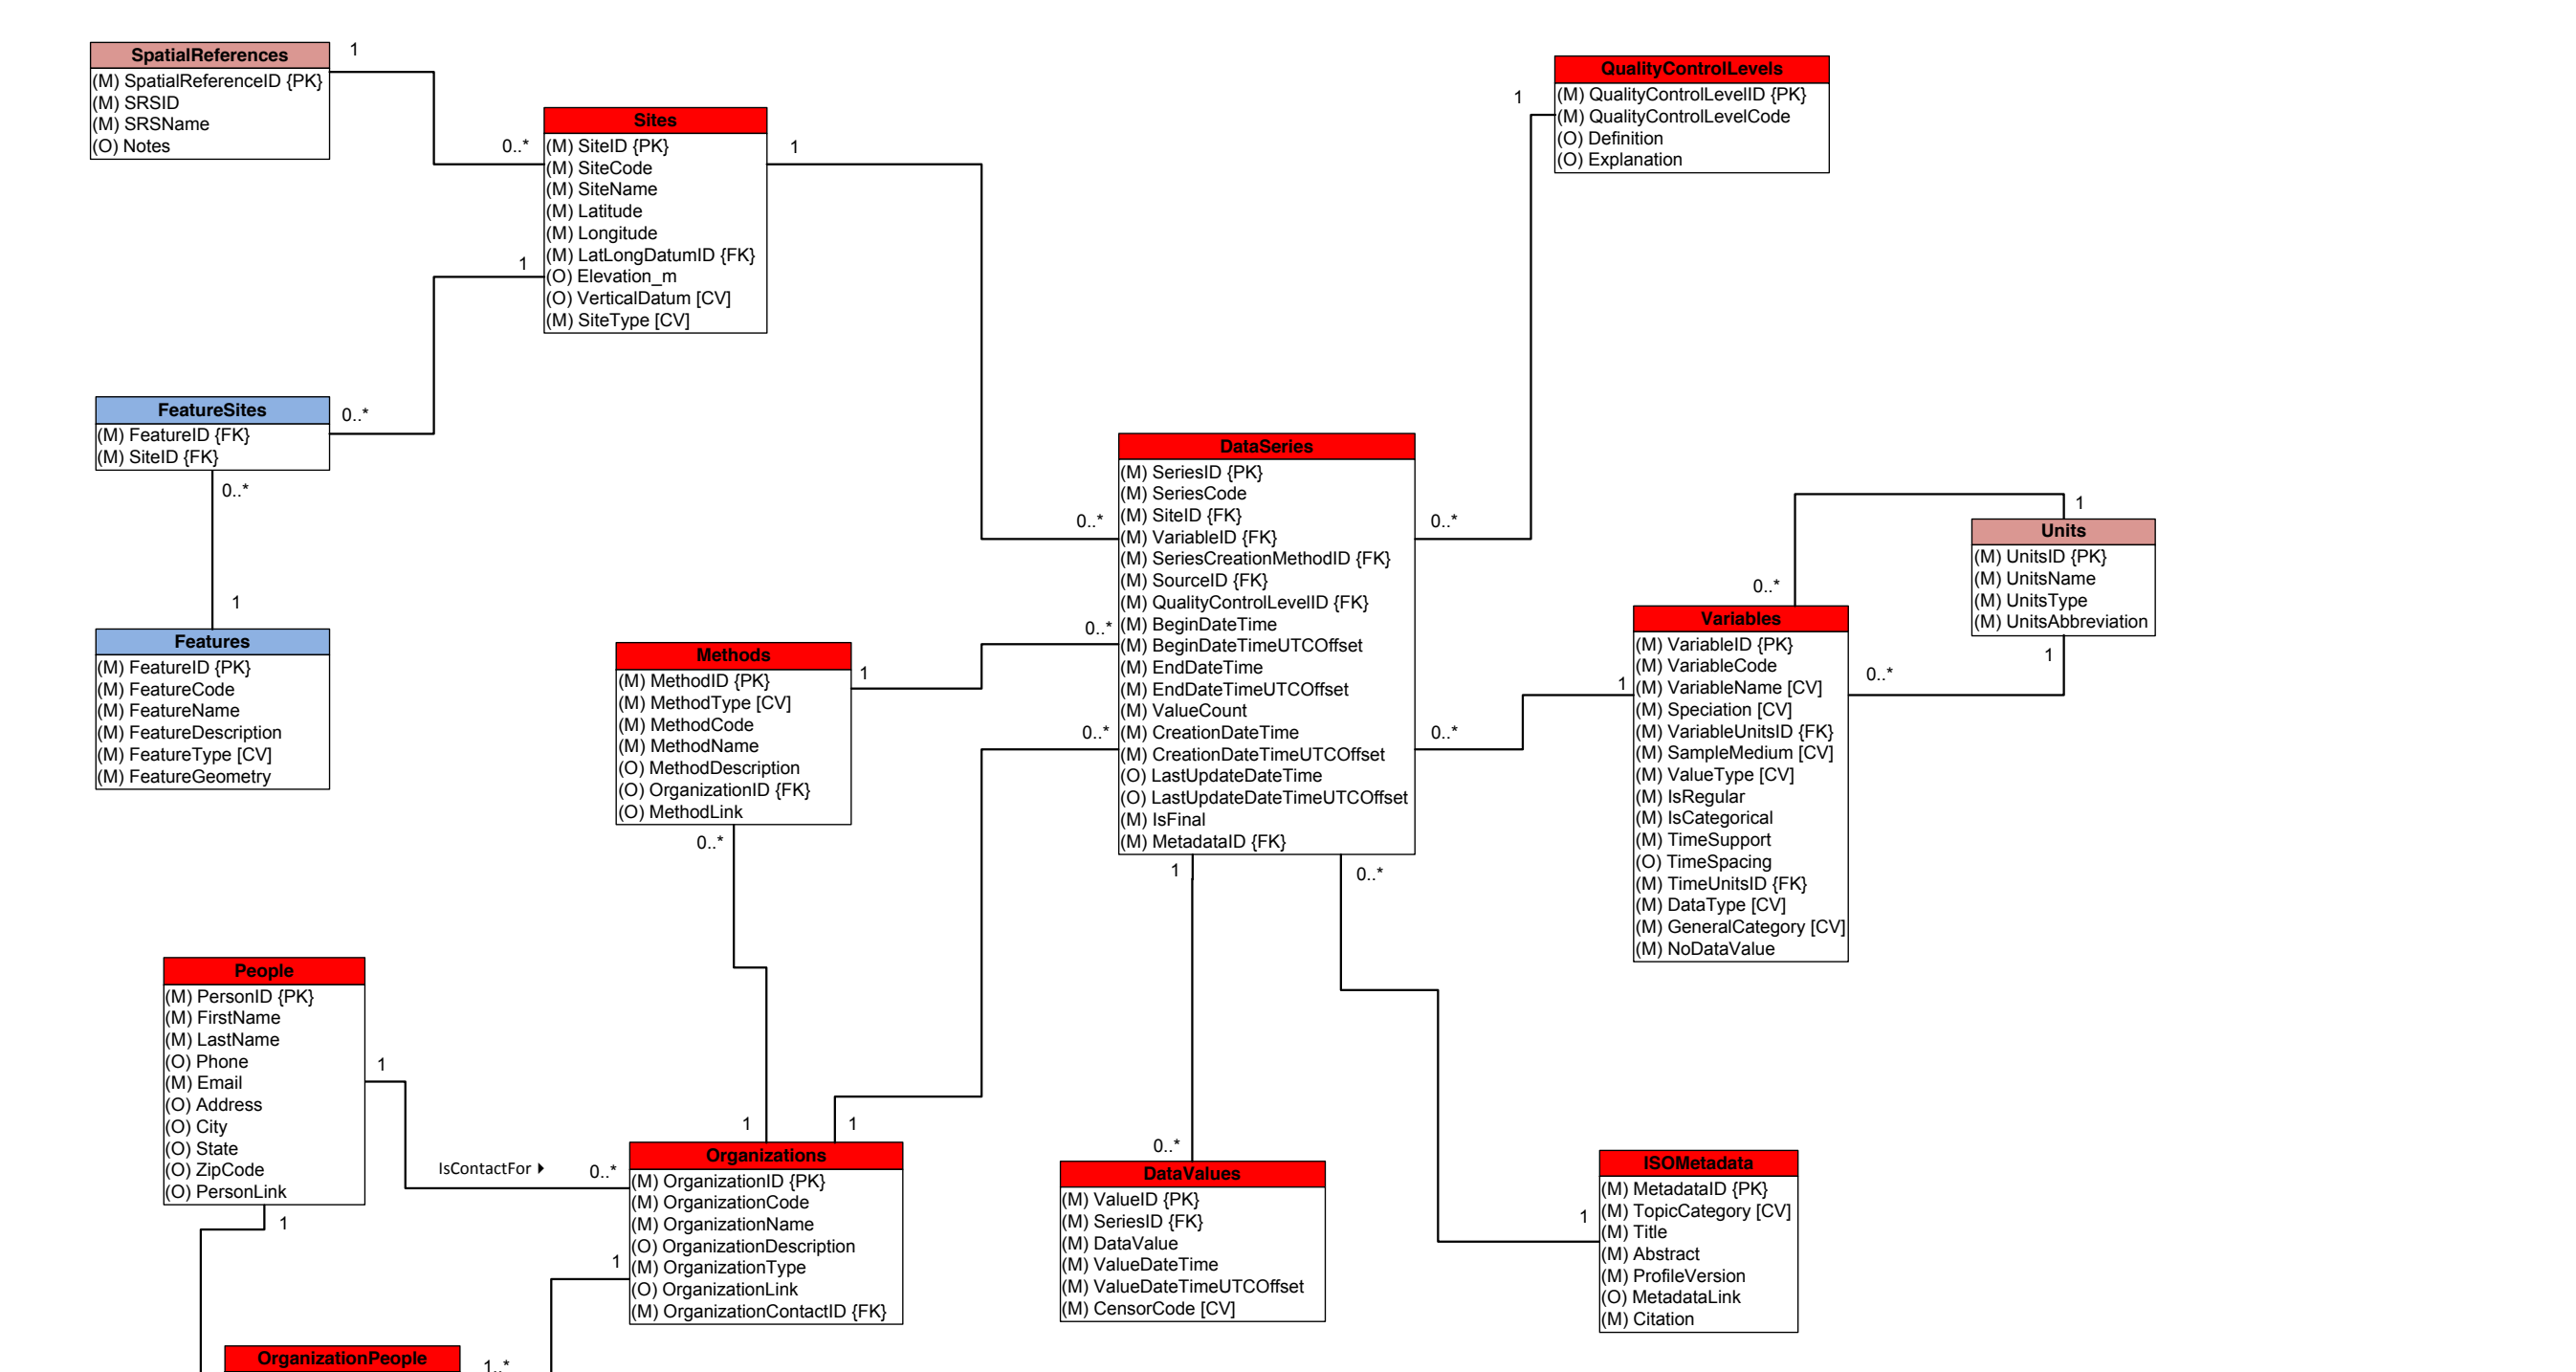 SpatialReferences
(M) SpatialReferenceID {PK}
(M) SRSID
(M) SRSName
(O) Notes
1
0..*
Sites
(M) SiteID {PK}
(M) SiteCode
(M) SiteName
(M) Latitude
(M) Longitude
(M) LatLongDatumID {FK}
(O) Elevation_m
(O) VerticalDatum [CV]
(M) SiteType [CV]
1
1
QualityControlLevels
(M) QualityControlLevelID {PK}
(M) QualityControlLevelCode
(O) Definition
(O) Explanation
1
FeatureSites
(M) FeatureID {FK}
(M) SiteID {FK}
0..*
0..*
1
Features
(M) FeatureID {PK}
(M) FeatureCode
(M) FeatureName
(M) FeatureDescription
(M) FeatureType [CV]
(M) FeatureGeometry
DataSeries
(M) SeriesID {PK}
(M) SeriesCode
(M) SiteID {FK}
(M) VariableID {FK}
(M) SeriesCreationMethodID {FK}
(M) SourceID {FK}
(M) QualityControlLevelID {FK}
(M) BeginDateTime
(M) BeginDateTimeUTCOffset
(M) EndDateTime
(M) EndDateTimeUTCOffset
(M) ValueCount
(M) CreationDateTime
(M) CreationDateTimeUTCOffset
(O) LastUpdateDateTime
(O) LastUpdateDateTimeUTCOffset
(M) IsFinal
(M) MetadataID {FK}
0..*
0..*
0..*
0..*
0..*
1
0..*
Units
(M) UnitsID {PK}
(M) UnitsName
(M) UnitsType
(M) UnitsAbbreviation
1
1
0..*
0..*
1
Variables
(M) VariableID {PK}
(M) VariableCode
(M) VariableName [CV]
(M) Speciation [CV]
(M) VariableUnitsID {FK}
(M) SampleMedium [CV]
(M) ValueType [CV]
(M) IsRegular
(M) IsCategorical
(M) TimeSupport
(O) TimeSpacing
(M) TimeUnitsID {FK}
(M) DataType [CV]
(M) GeneralCategory [CV]
(M) NoDataValue
Methods
(M) MethodID {PK}
(M) MethodType [CV]
(M) MethodCode
(M) MethodName
(O) MethodDescription
(O) OrganizationID {FK}
(O) MethodLink
1
0..*
People
(M) PersonID {PK}
(M) FirstName
(M) LastName
(O) Phone
(M) Email
(O) Address
(O) City
(O) State
(O) ZipCode
(O) PersonLink
1
1
IsContactFor
0..*
1
1
1
Organizations
(M) OrganizationID {PK}
(M) OrganizationCode
(M) OrganizationName
(O) OrganizationDescription
(M) OrganizationType
(O) OrganizationLink
(M) OrganizationContactID {FK}
0..*
DataValues
(M) ValueID {PK}
(M) SeriesID {FK}
(M) DataValue
(M) ValueDateTime
(M) ValueDateTimeUTCOffset
(M) CensorCode [CV]
1
ISOMetadata
(M) MetadataID {PK}
(M) TopicCategory [CV]
(M) Title
(M) Abstract
(M) ProfileVersion
(O) MetadataLink
(M) Citation
OrganizationPeople
1..*